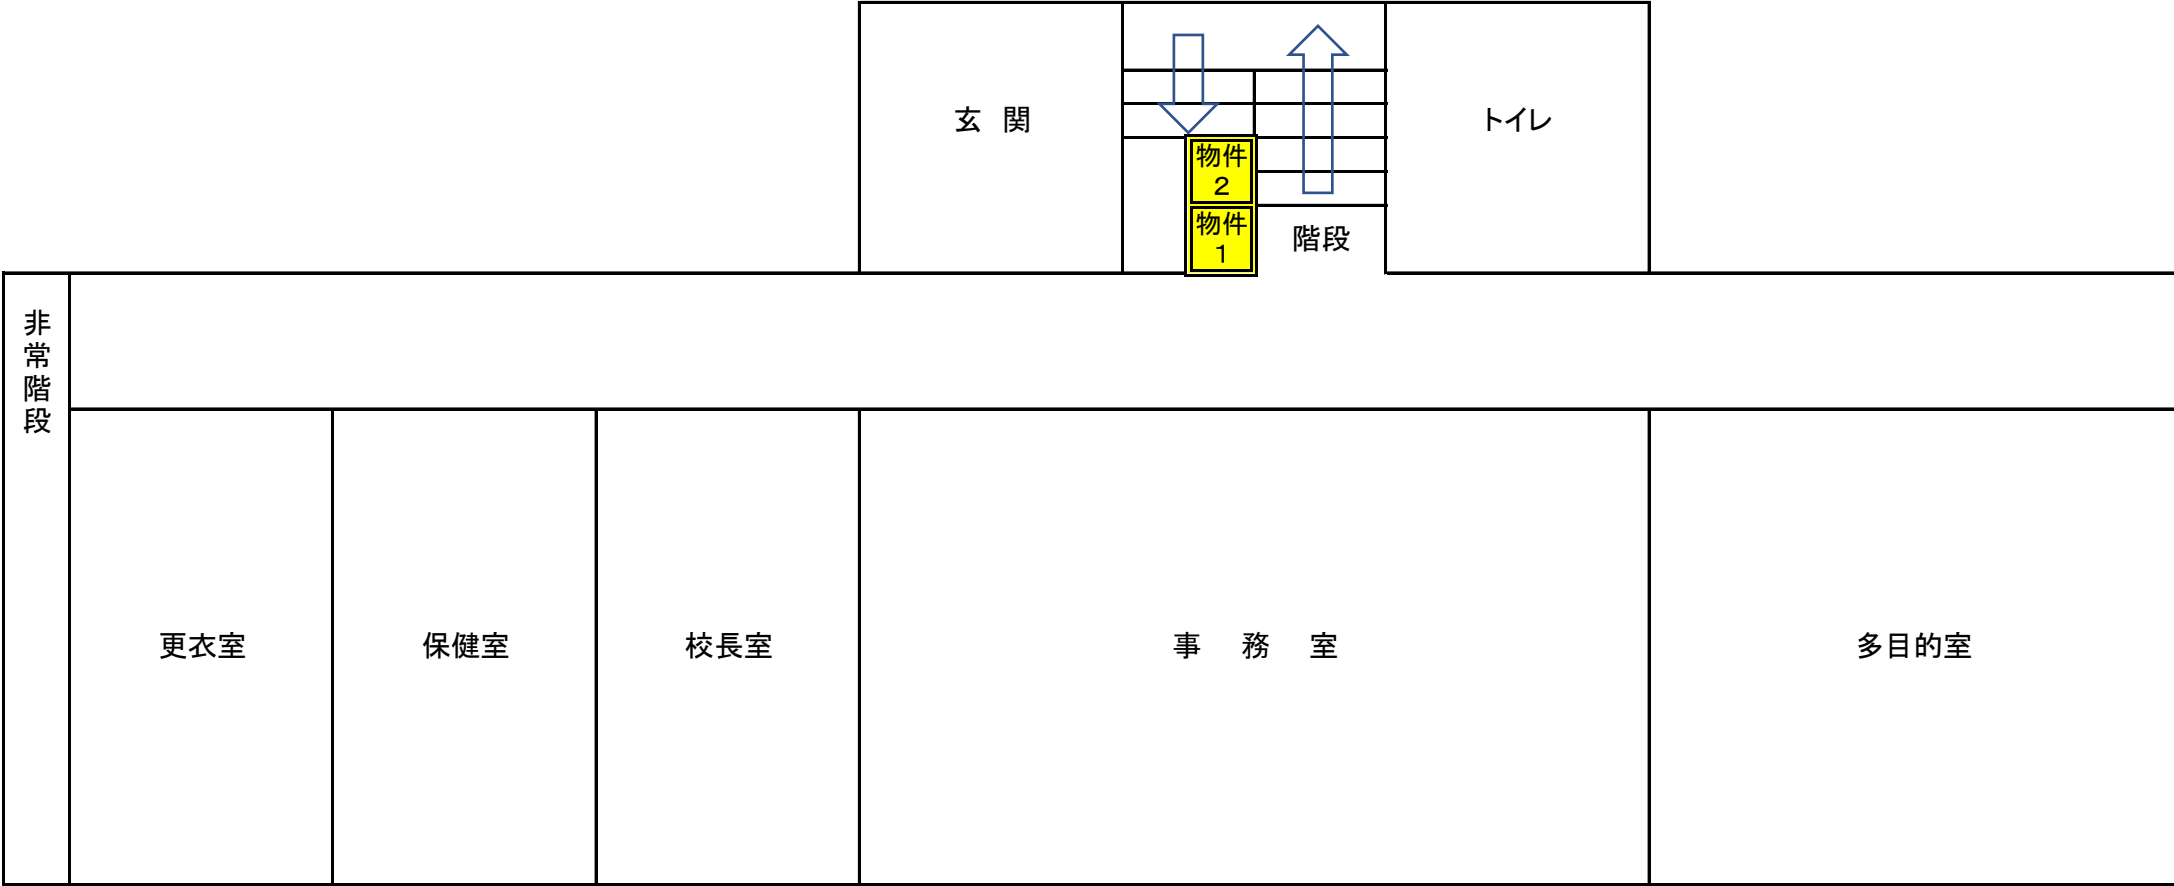 玄 関
トイレ
物件
2
物件
1
階段
非常階段
更衣室
保健室
校長室
事 務 室
多目的室